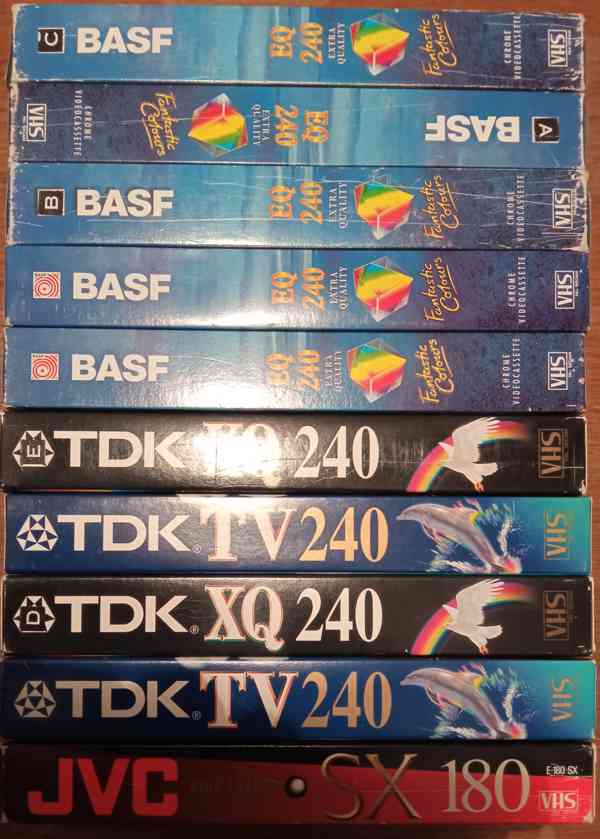 C BASF EQ 240 EXTRA QUALITY Fantastic Colours CHROME VIDEOCASSETTE VHS
A BASF EQ 240 EXTRA QUALITY Fantastic Colours CHROME VIDEOCASSETTE VHS
B BASF EQ 240 EXTRA QUALITY Fantastic Colours CHROME VIDEOCASSETTE VHS
BASF EQ 240 EXTRA QUALITY Fantastic Colours CHROME VIDEOCASSETTE VHS
BASF EQ 240 EXTRA QUALITY Fantastic Colours CHROME VIDEOCASSETTE VHS
E TDK XQ 240 VHS
TDK TV 240 VHS
D TDK XQ 240 VHS
TDK TV 240 VHS
JVC SX 180 E-180 SX VHS